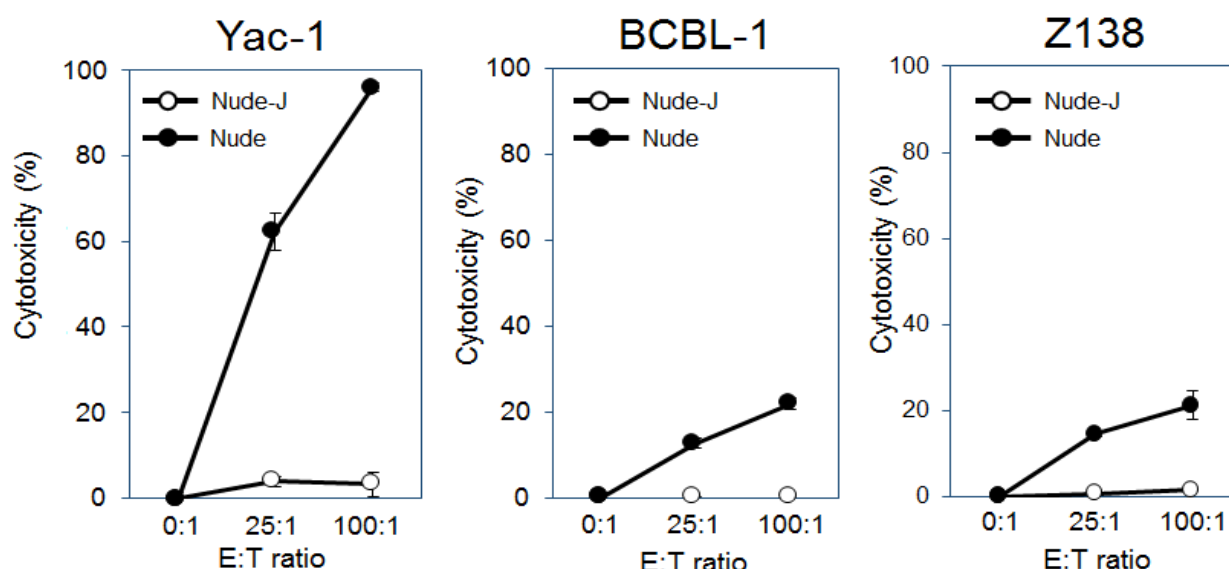 Yac-1
Cytotoxicity (%)
100
80
60
40
20
0
Nude-J
Nude
0:1 25:1 100:1
E:T ratio
BCBL-1
Cytotoxicity (%)
100
80
60
40
20
0
Nude-J
Nude
0:1 25:1 100:1
E:T ratio
Z138
Cytotoxicity (%)
100
80
60
40
20
0
Nude-J
Nude
0:1 25:1 100:1
E:T ratio